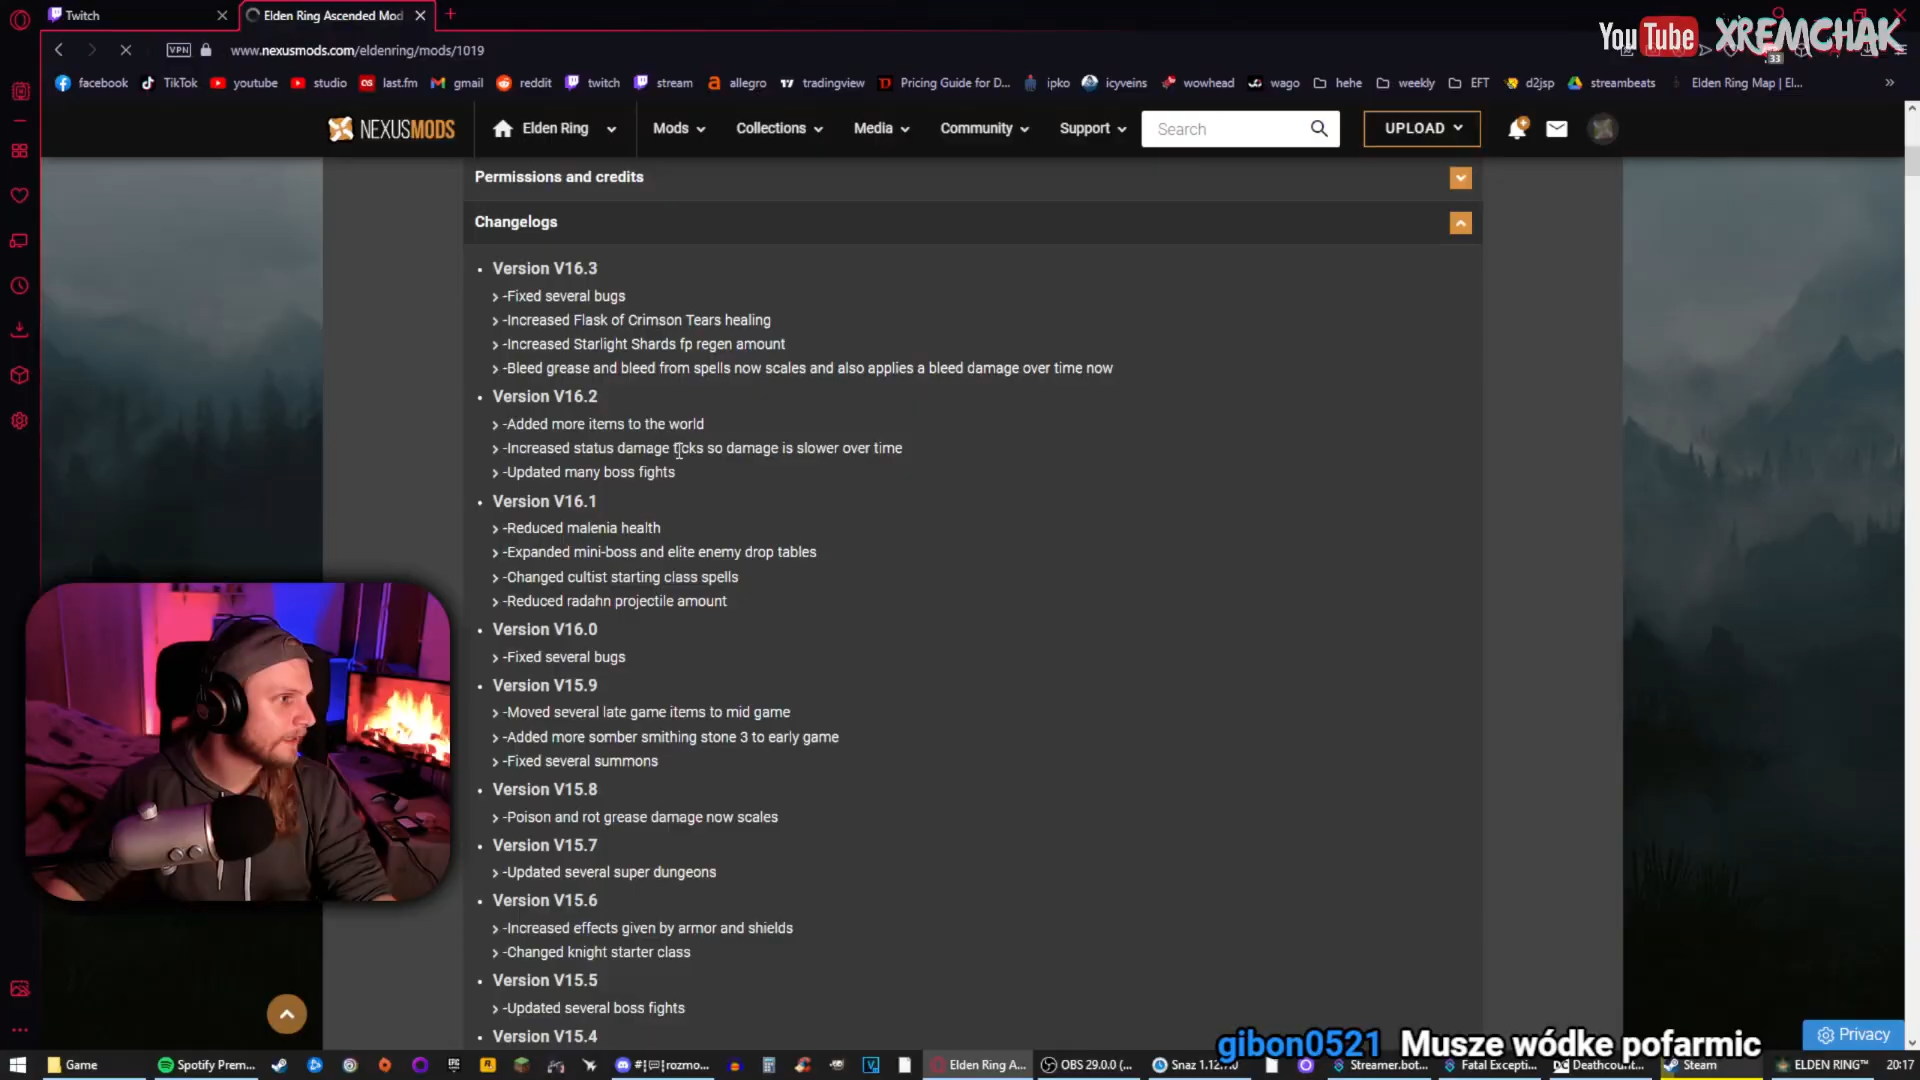 Twitch
Elden Ring Ascended Mod
You Tube XREMCHAK
VPN
www.nexusmods.com/eldenring/mods/1019
33
facebook TikTok youtube studio last.fm gmail reddit twitch stream allegro tradingview Pricing Guide for D... ipko icyveins wowhead wago hehe weekly EFT d2jsp streambeats Elden Ring Map | El...
NEXUSMODS Elden Ring Mods Collections Media Community Support Search UPLOAD
Permissions and credits
Changelogs
Version V16.3
-Fixed several bugs
-Increased Flask of Crimson Tears healing
-Increased Starlight Shards fp regen amount
-Bleed grease and bleed from spells now scales and also applies a bleed damage over time now
Version V16.2
-Added more items to the world
-Increased status damage ticks so damage is slower over time
-Updated many boss fights
Version V16.1
-Reduced malenia health
-Expanded mini-boss and elite enemy drop tables
-Changed cultist starting class spells
-Reduced radahn projectile amount
Version V16.0
-Fixed several bugs
Version V15.9
-Moved several late game items to mid game
-Added more somber smithing stone 3 to early game
-Fixed several summons
Version V15.8
-Poison and rot grease damage now scales
Version V15.7
-Updated several super dungeons
Version V15.6
-Increased effects given by armor and shields
-Changed knight starter class
Version V15.5
-Updated several boss fights
Version V15.4
Privacy
gibon0521 Musze wódke pofarmic
Game Spotify Prem... rozmo... Elden Ring A... OBS 29.0.0 (... Snaz 1.12.7.0 Streamer.bot... Fatal Excepti... Deathcount... Steam ELDEN RING™ 20:17